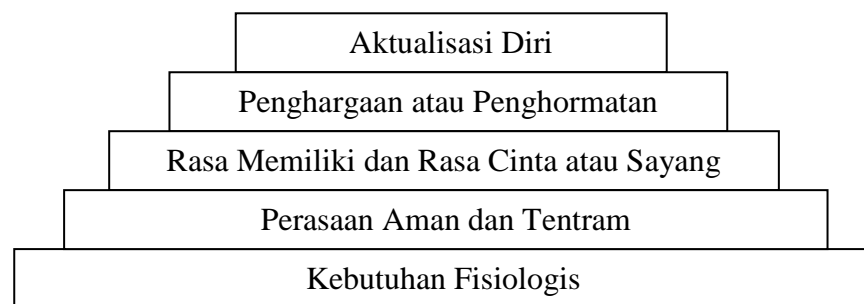 Aktualisasi Diri
Penghargaan atau Penghormatan
Rasa Memiliki dan Rasa Cinta atau Sayang
Perasaan Aman dan Tentram
Kebutuhan Fisiologis